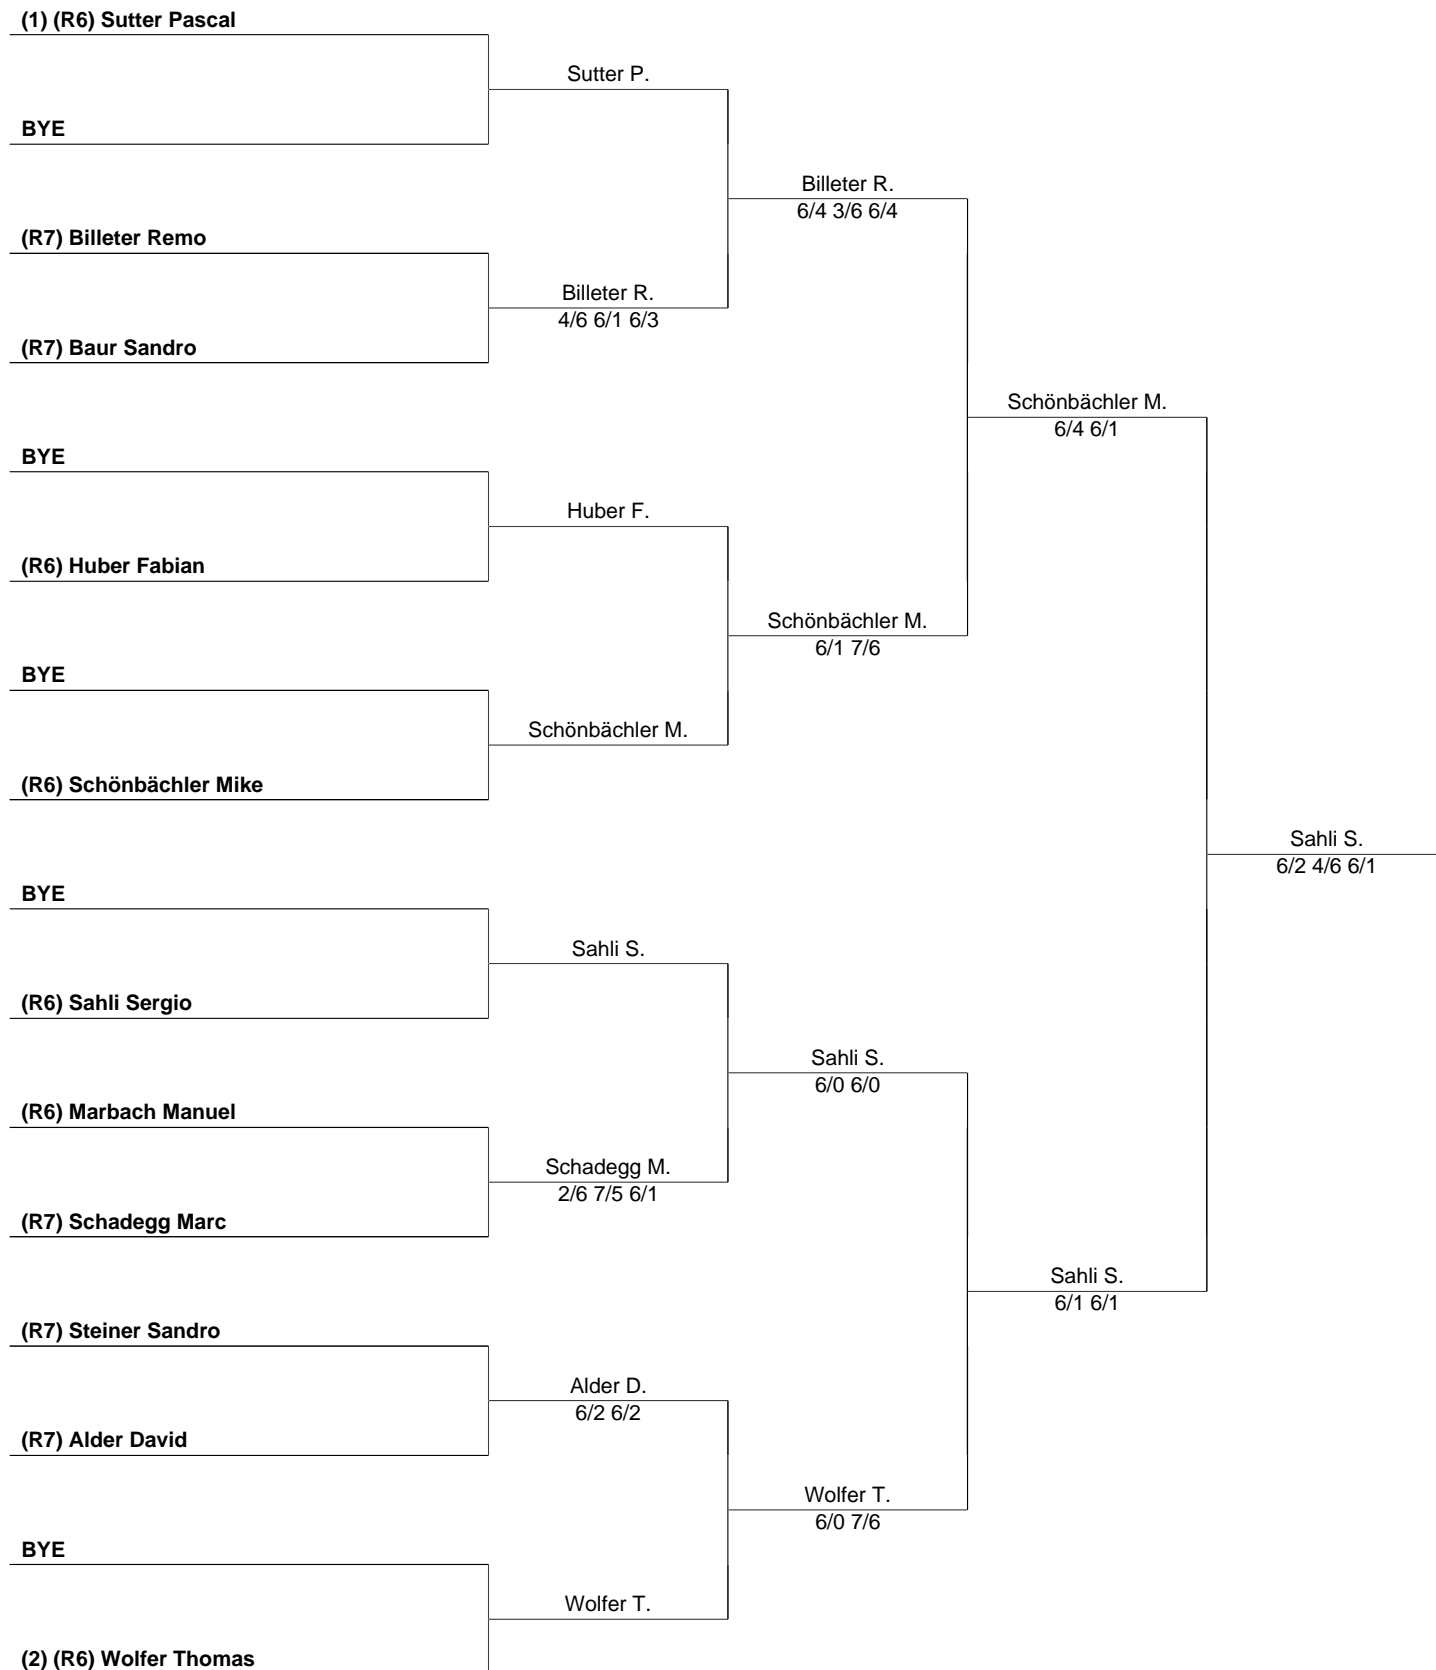 (1) (R6) Sutter Pascal
Sutter P.
BYE
Billeter R.
6/4 3/6 6/4
(R7) Billeter Remo
Billeter R.
4/6 6/1 6/3
(R7) Baur Sandro
Schönbächler M.
6/4 6/1
BYE
Huber F.
(R6) Huber Fabian
Schönbächler M.
6/1 7/6
BYE
Schönbächler M.
(R6) Schönbächler Mike
Sahli S.
6/2 4/6 6/1
BYE
Sahli S.
(R6) Sahli Sergio
Sahli S.
6/0 6/0
(R6) Marbach Manuel
Schadegg M.
2/6 7/5 6/1
(R7) Schadegg Marc
Sahli S.
6/1 6/1
(R7) Steiner Sandro
Alder D.
6/2 6/2
(R7) Alder David
Wolfer T.
6/0 7/6
BYE
Wolfer T.
(2) (R6) Wolfer Thomas